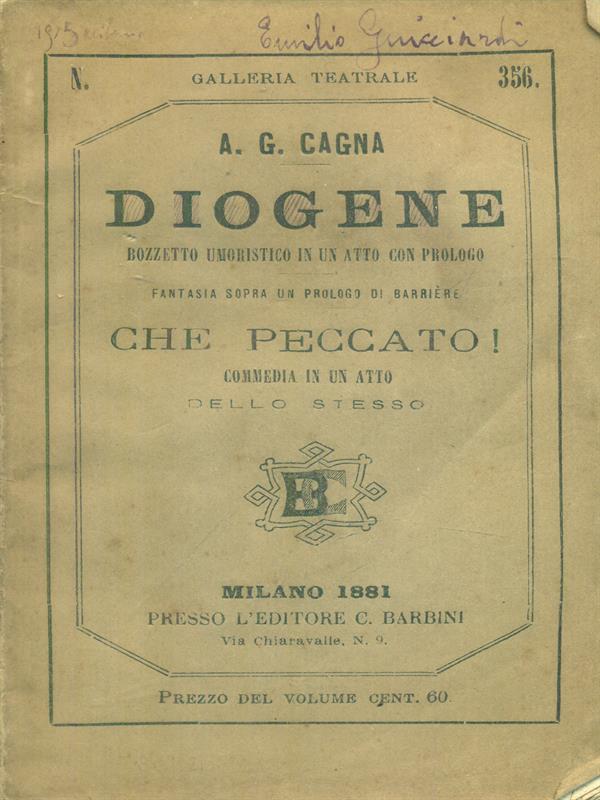 Emilio Guicciardi
N. GALLERIA TEATRALE 356.
A. G. CAGNA
DIOGENE
BOZZETTO UMORISTICO IN UN ATTO CON PROLOGO
FANTASIA SOPRA UN PROLOGO DI BARRIÈRE
CHE PECCATO!
COMMEDIA IN UN ATTO
DELLO STESSO
BC
MILANO 1881
PRESSO L'EDITORE C. BARBINI
Via Chiaravalle, N. 9.
PREZZO DEL VOLUME CENT. 60